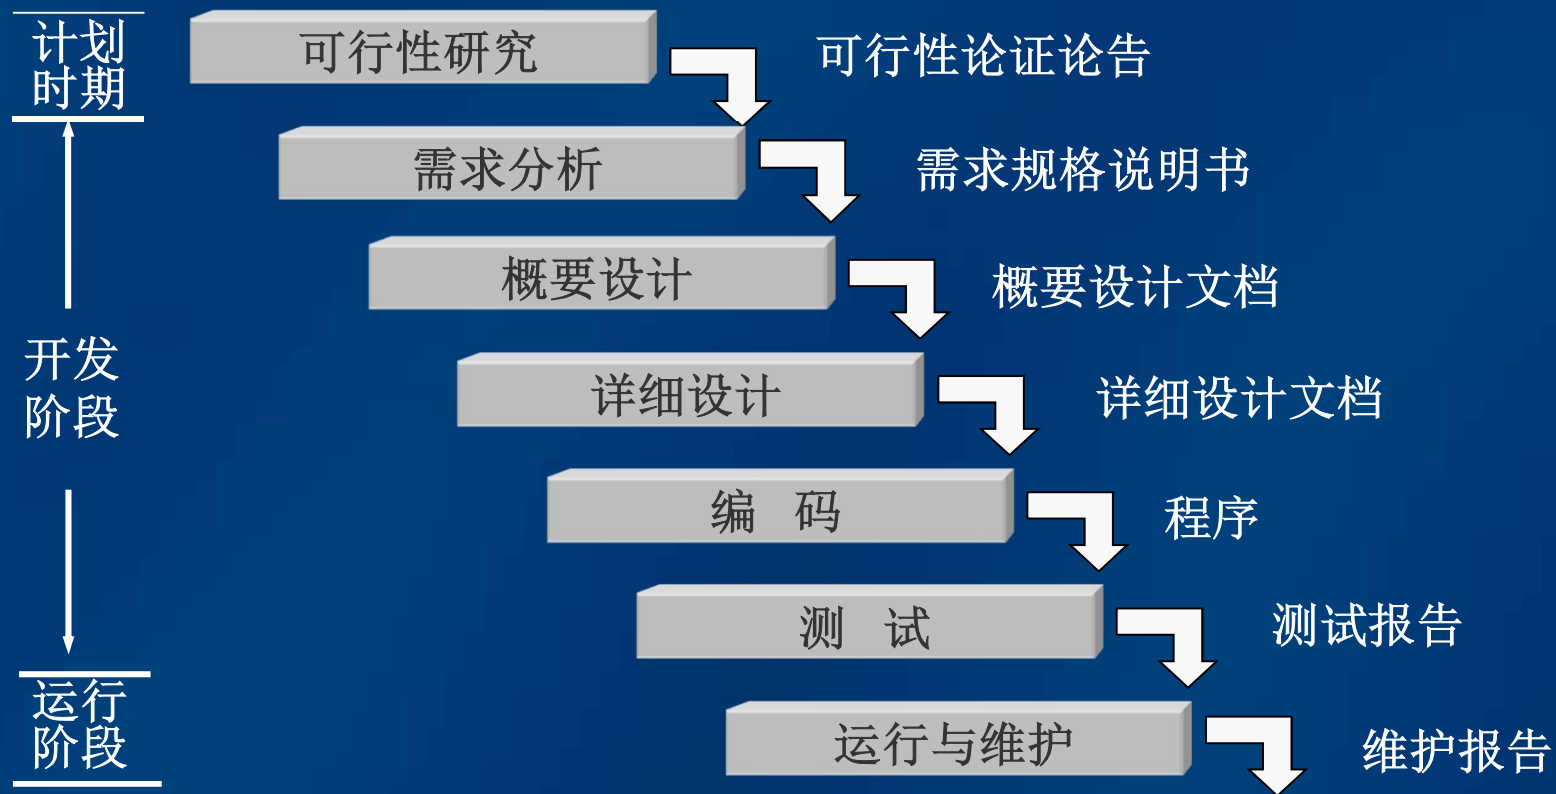 计划
时期
可行性研究
可行性论证论告
需求分析
需求规格说明书
概要设计
概要设计文档
开发
阶段
详细设计
详细设计文档
编 码
程序
测 试
测试报告
运行
阶段
运行与维护
维护报告